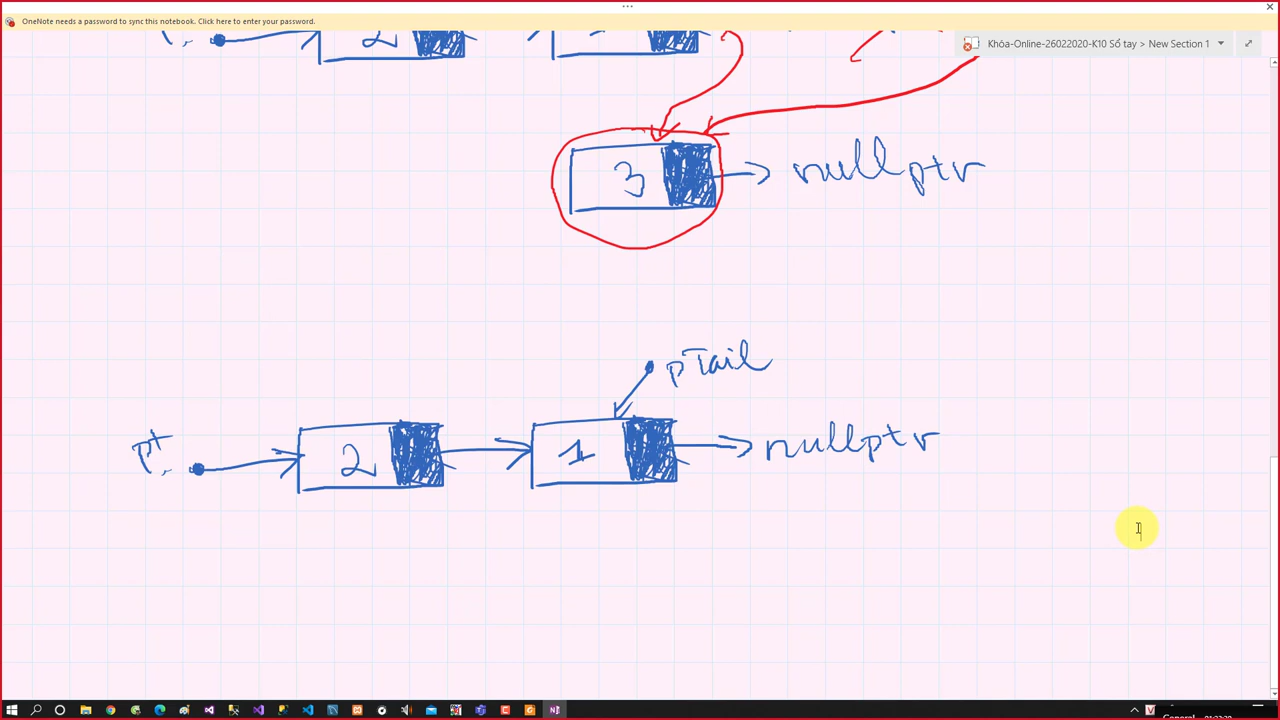 OneNote needs a password to sync this notebook. Click here to enter your password.
Khóa-Online-26022020-K10 Sổ tay > New Section 1
2
3
nullptr
pTail
2
1
nullptr